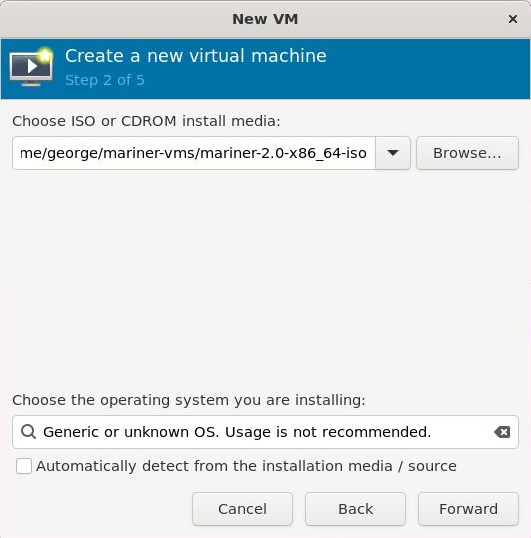 New VM
Create a new virtual machine
Step 2 of 5
Choose ISO or CDROM install media:
me/george/mariner-vms/mariner-2.0-x86_64-iso
Browse...
Choose the operating system you are installing:
Generic or unknown OS. Usage is not recommended.
Automatically detect from the installation media / source
Cancel
Back
Forward